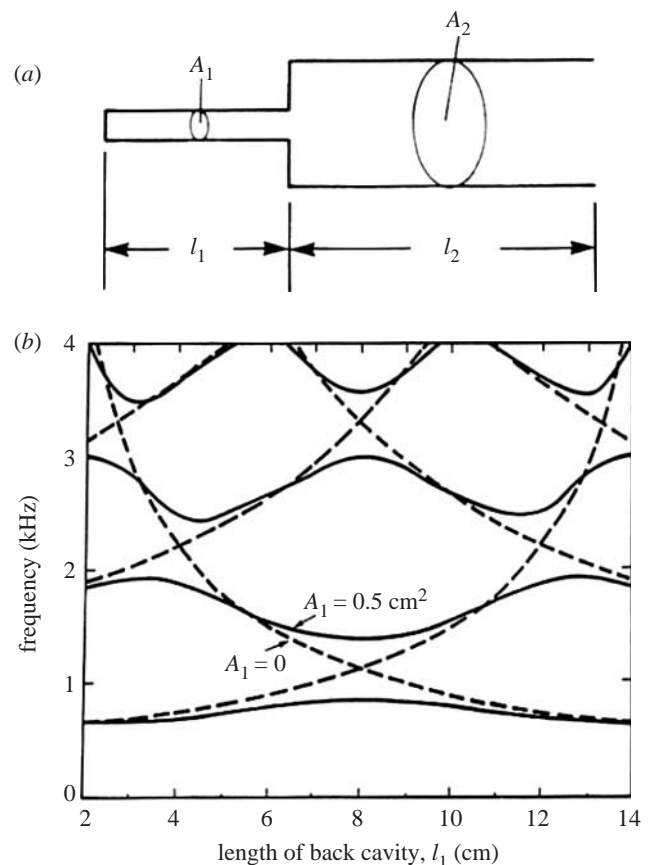 (a)
A₁
A₂
l₁
l₂
(b)
4
3
2
1
0
frequency (kHz)
A₁ = 0.5 cm²
A₁ = 0
2
4
6
8
10
12
14
length of back cavity, l₁ (cm)